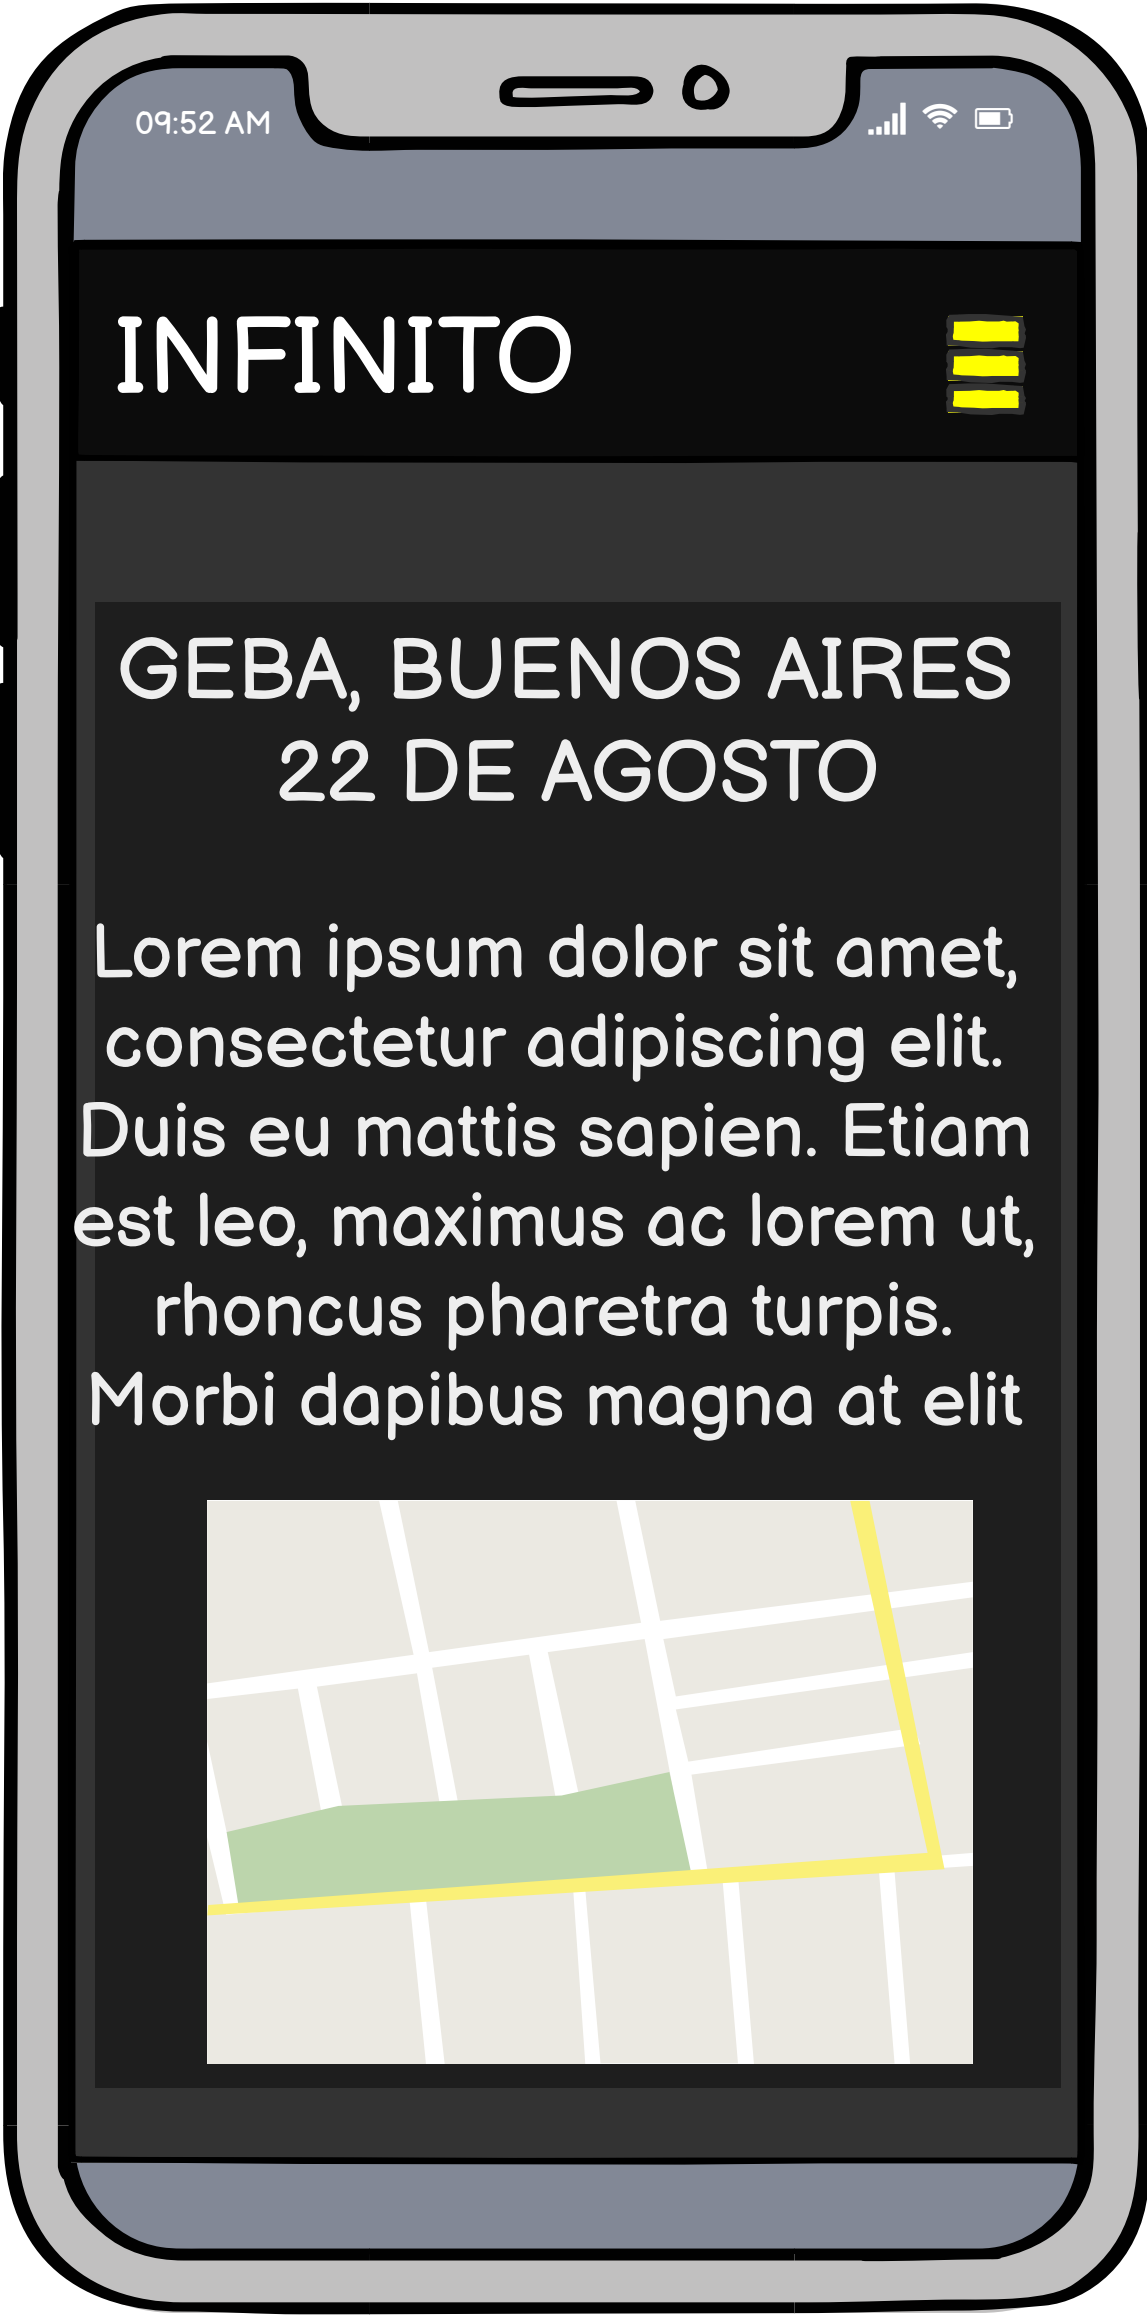 09:52 AM
INFINITO
GEBA, BUENOS AIRES
22 DE AGOSTO
Lorem ipsum dolor sit amet,
consectetur adipiscing elit.
Duis eu mattis sapien. Etiam
est leo, maximus ac lorem ut,
rhoncus pharetra turpis.
Morbi dapibus magna at elit